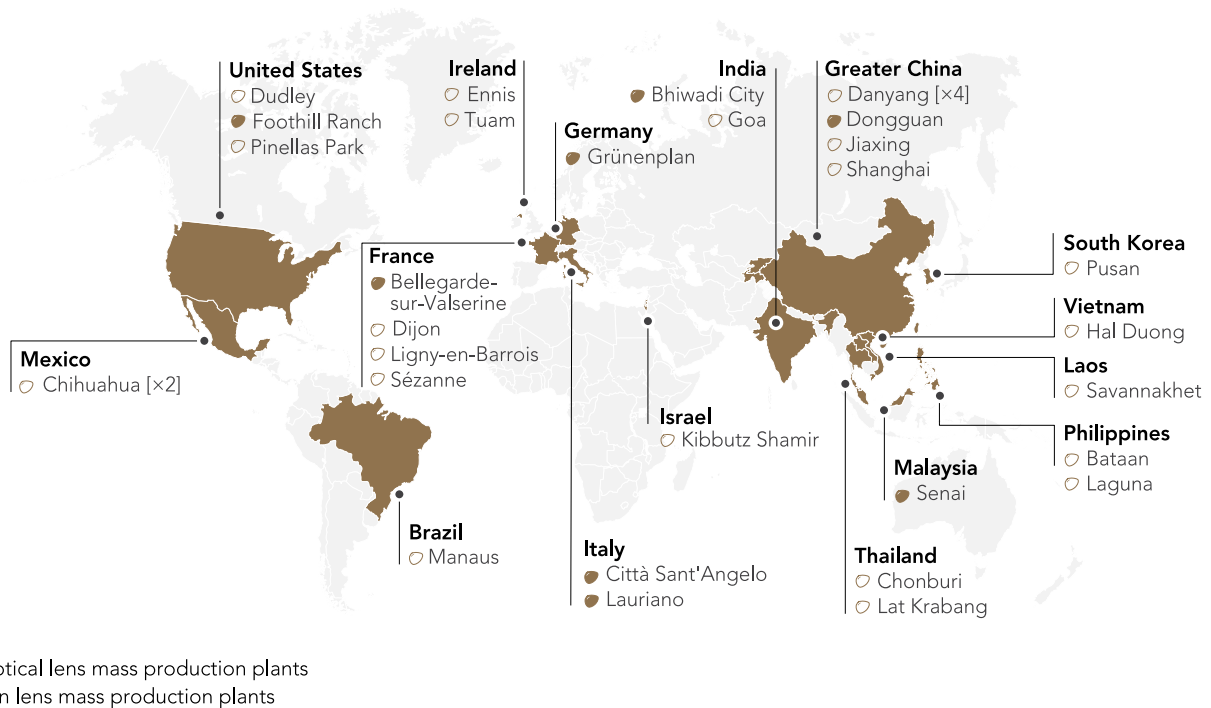 United States
Dudley
Foothill Ranch
Pinellas Park
Ireland
Ennis
Tuam
Germany
Grünenplan
India
Bhiwadi City
Goa
Greater China
Danyang [×4]
Dongguan
Jiaxing
Shanghai
France
Bellegarde-
sur-Valserine
Dijon
Ligny-en-Barrois
Sézanne
South Korea
Pusan
Vietnam
Hal Duong
Laos
Savannakhet
Philippines
Bataan
Laguna
Mexico
Chihuahua [×2]
Israel
Kibbutz Shamir
Malaysia
Senai
Brazil
Manaus
Italy
Città Sant'Angelo
Lauriano
Thailand
Chonburi
Lat Krabang
lens mass production plants
lens mass production plants